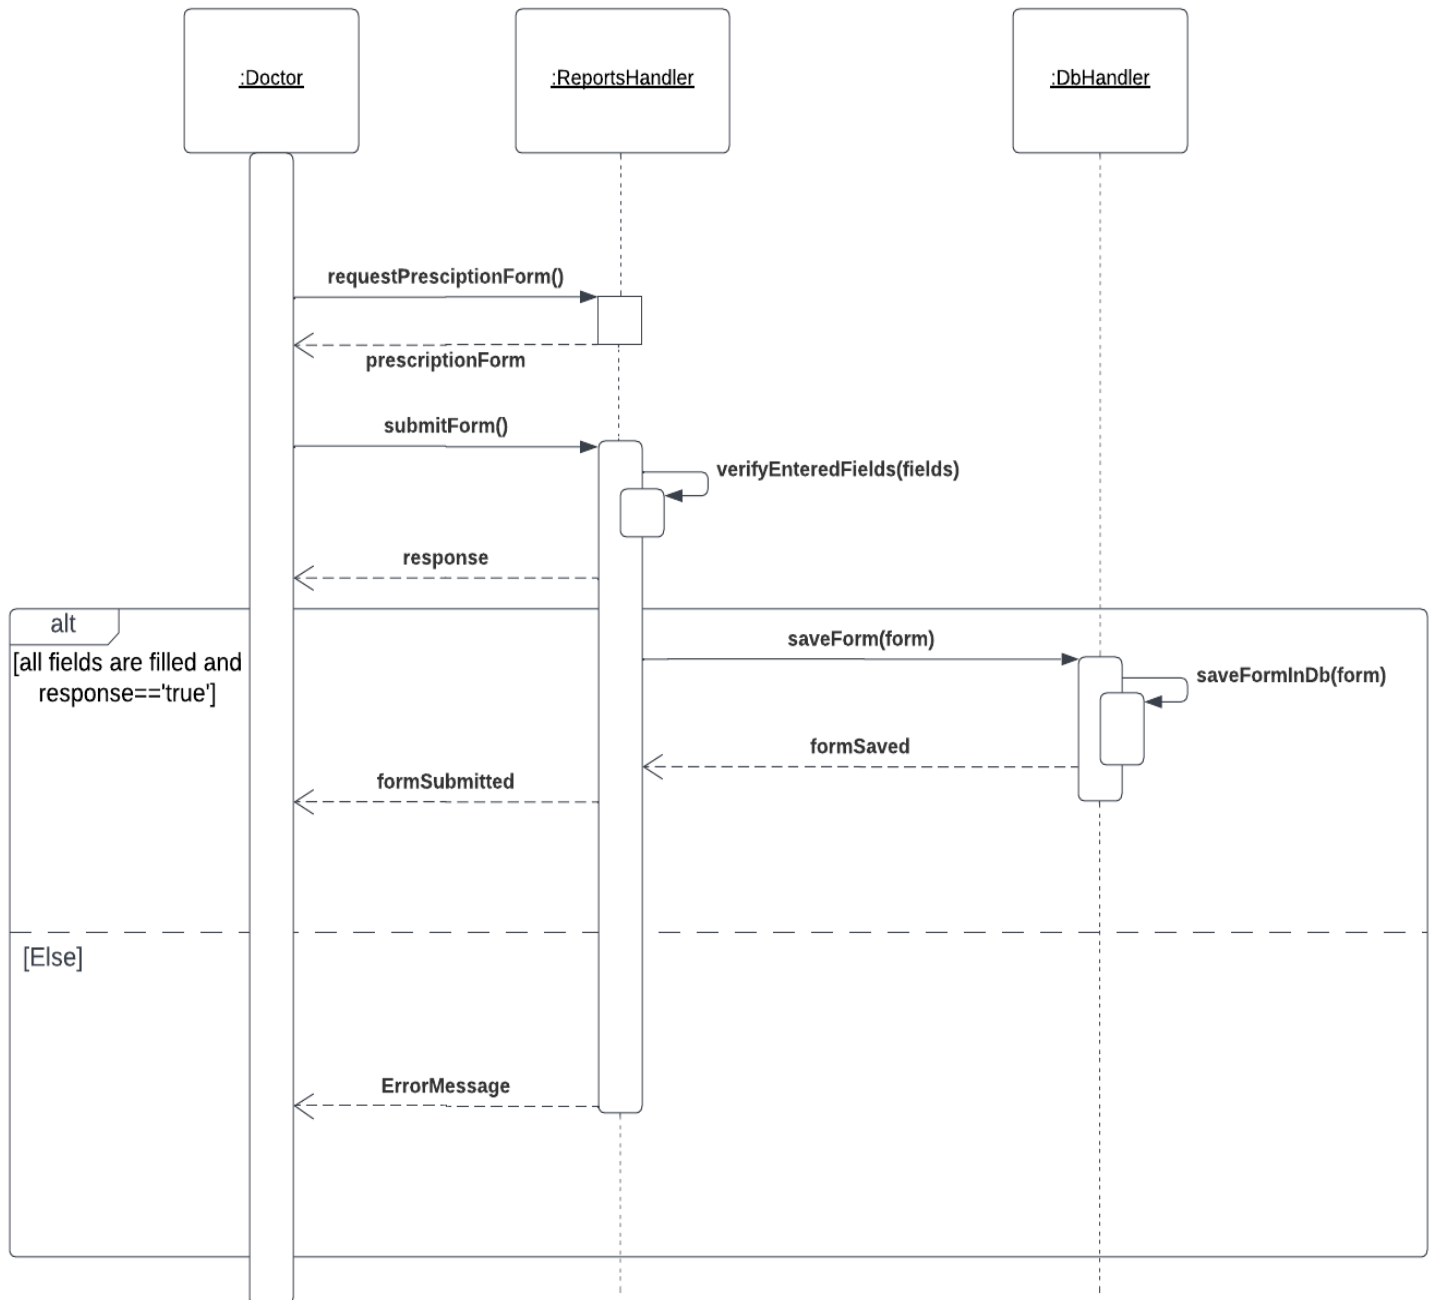 :Doctor
:ReportsHandler
:DbHandler
requestPresciptionForm()
prescriptionForm
submitForm()
verifyEnteredFields(fields)
response
alt
[all fields are filled and
response=='true']
saveForm(form)
saveFormInDb(form)
formSaved
formSubmitted
[Else]
ErrorMessage